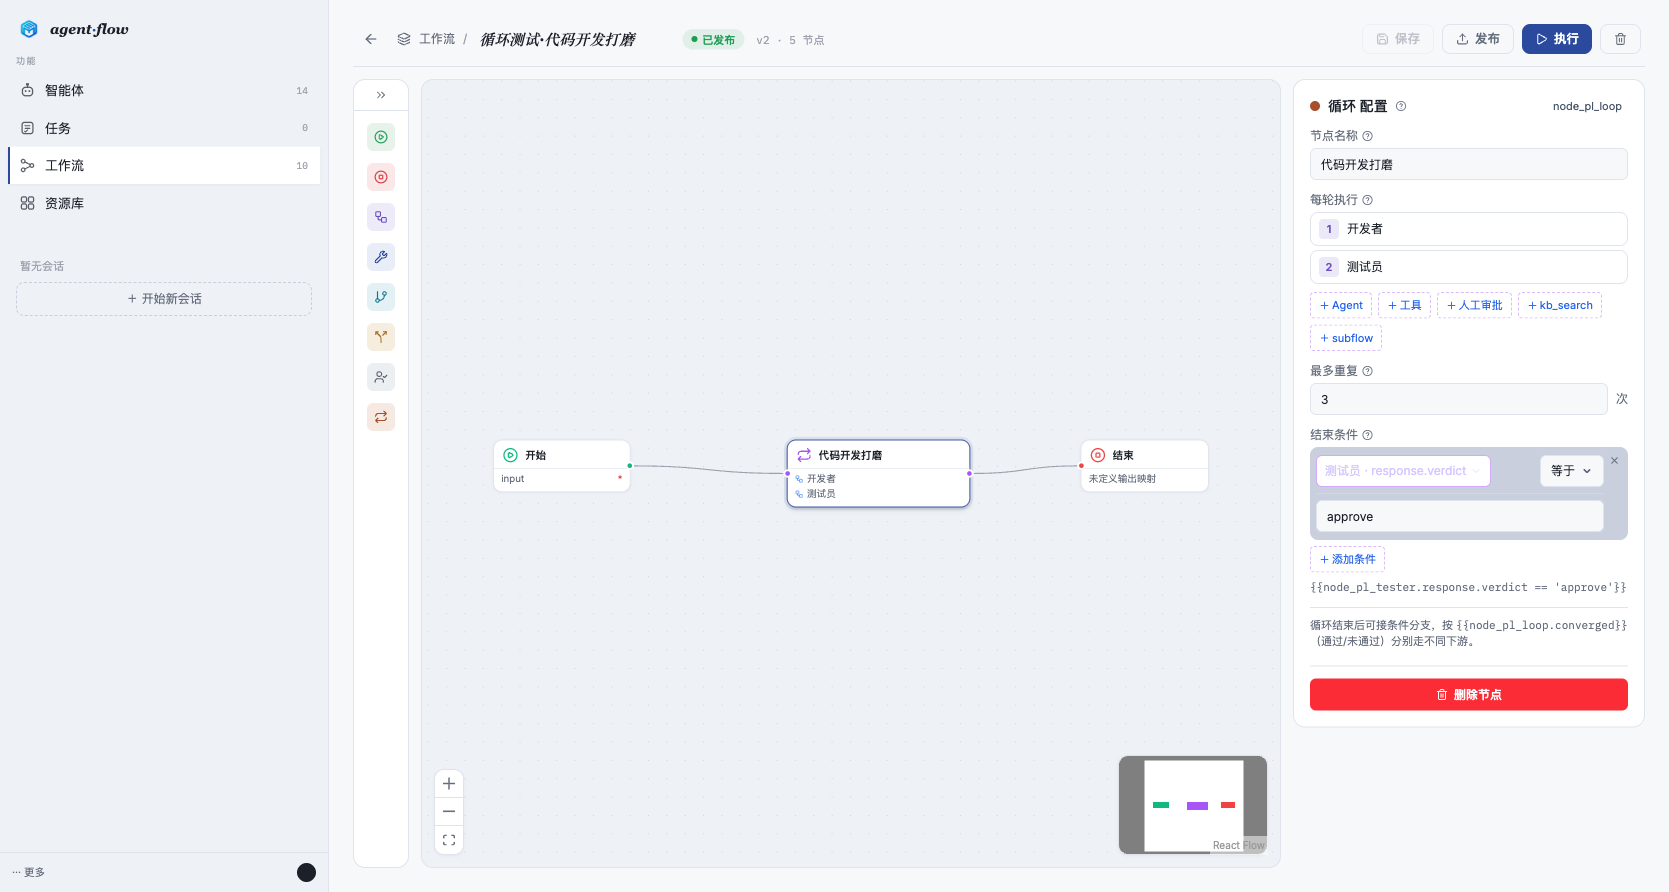 agent·flow
功能
智能体 14
任务 0
工作流 10
资源库
暂无会话
+ 开始新会话
··· 更多
工作流 / 循环测试·代码开发打磨
已发布
v2 · 5 节点
保存
发布
执行
开始
input *
代码开发打磨
开发者
测试员
结束
未定义输出映射
React Flow
循环 配置
node_pl_loop
节点名称
代码开发打磨
每轮执行
1 开发者
2 测试员
+ Agent
+ 工具
+ 人工审批
+ kb_search
+ subflow
最多重复
3 次
结束条件
测试员 · response.verdict
等于
approve
+ 添加条件
{{node_pl_tester.response.verdict == 'approve'}}
循环结束后可接条件分支，按 {{node_pl_loop.converged}}
（通过/未通过）分别走不同下游。
删除节点